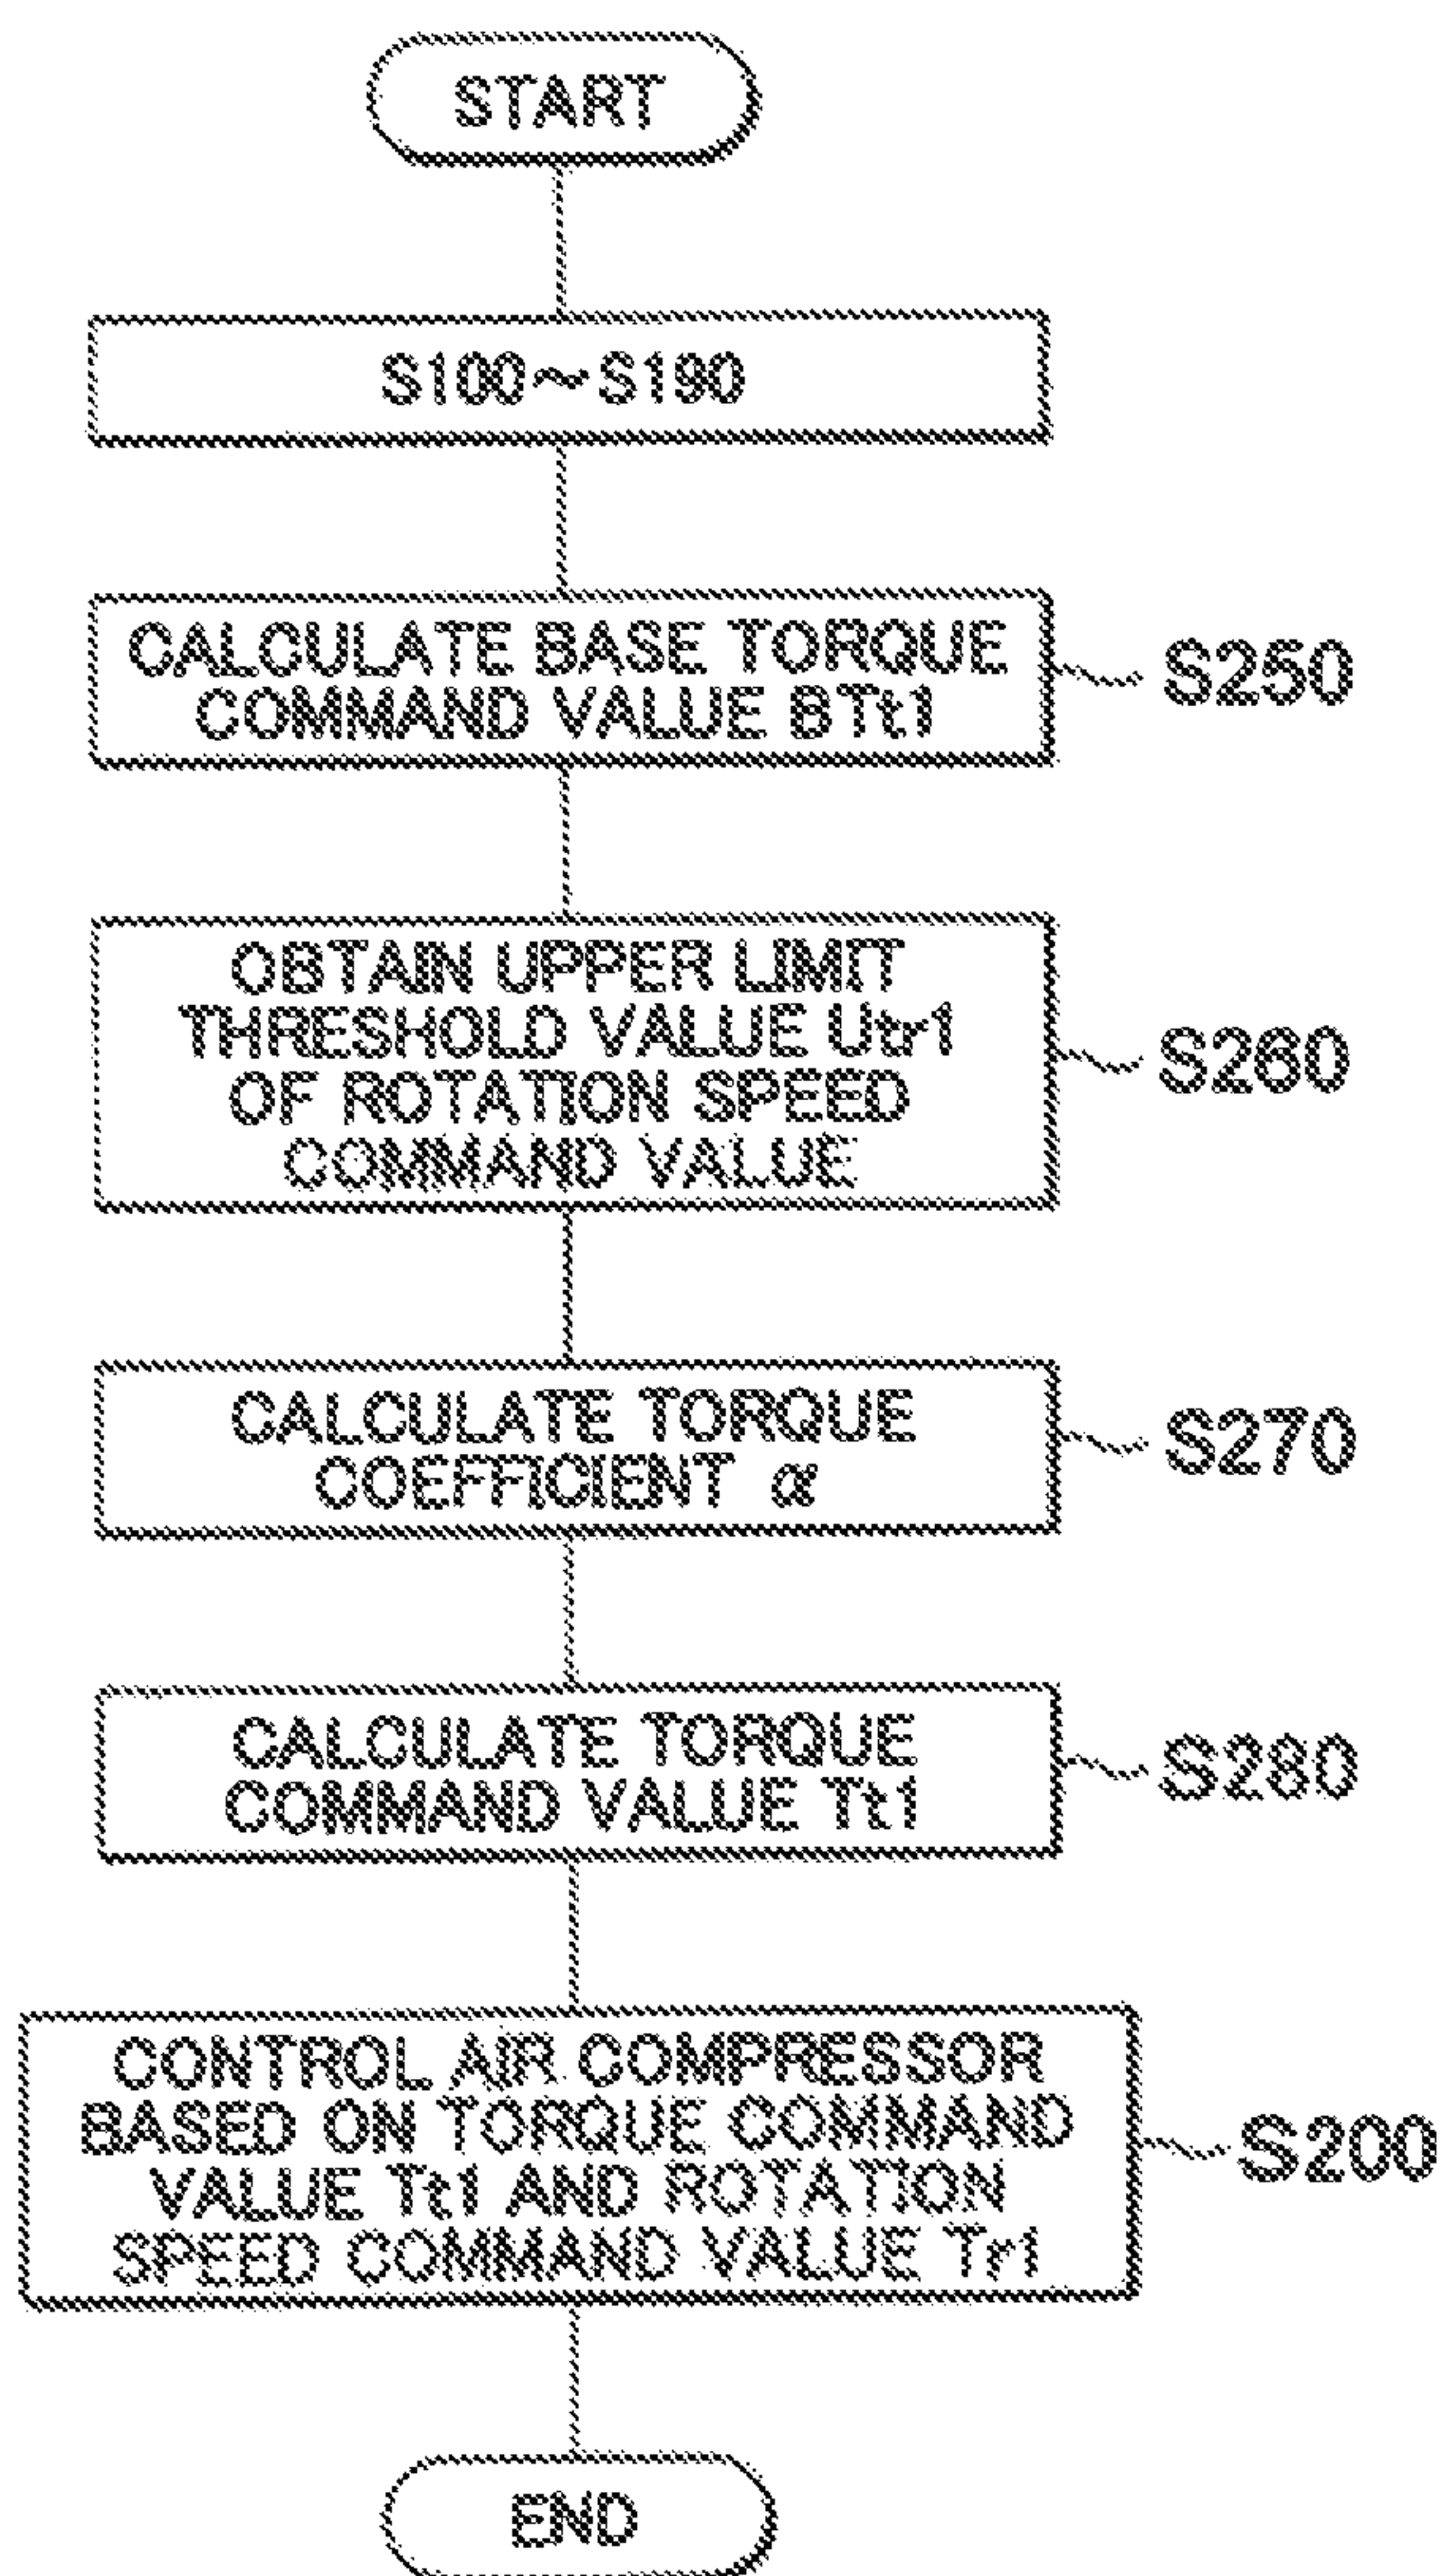 START
S100~S190
CALCULATE BASE TORQUE
COMMAND VALUE BTt1
S250
OBTAIN UPPER LIMIT
THRESHOLD VALUE Utr1
OF ROTATION SPEED
COMMAND VALUE
S260
CALCULATE TORQUE
COEFFICIENT α
S270
CALCULATE TORQUE
COMMAND VALUE Tt1
S280
CONTROL AIR COMPRESSOR
BASED ON TORQUE COMMAND
VALUE Tt1 AND ROTATION
SPEED COMMAND VALUE Tr1
S200
END